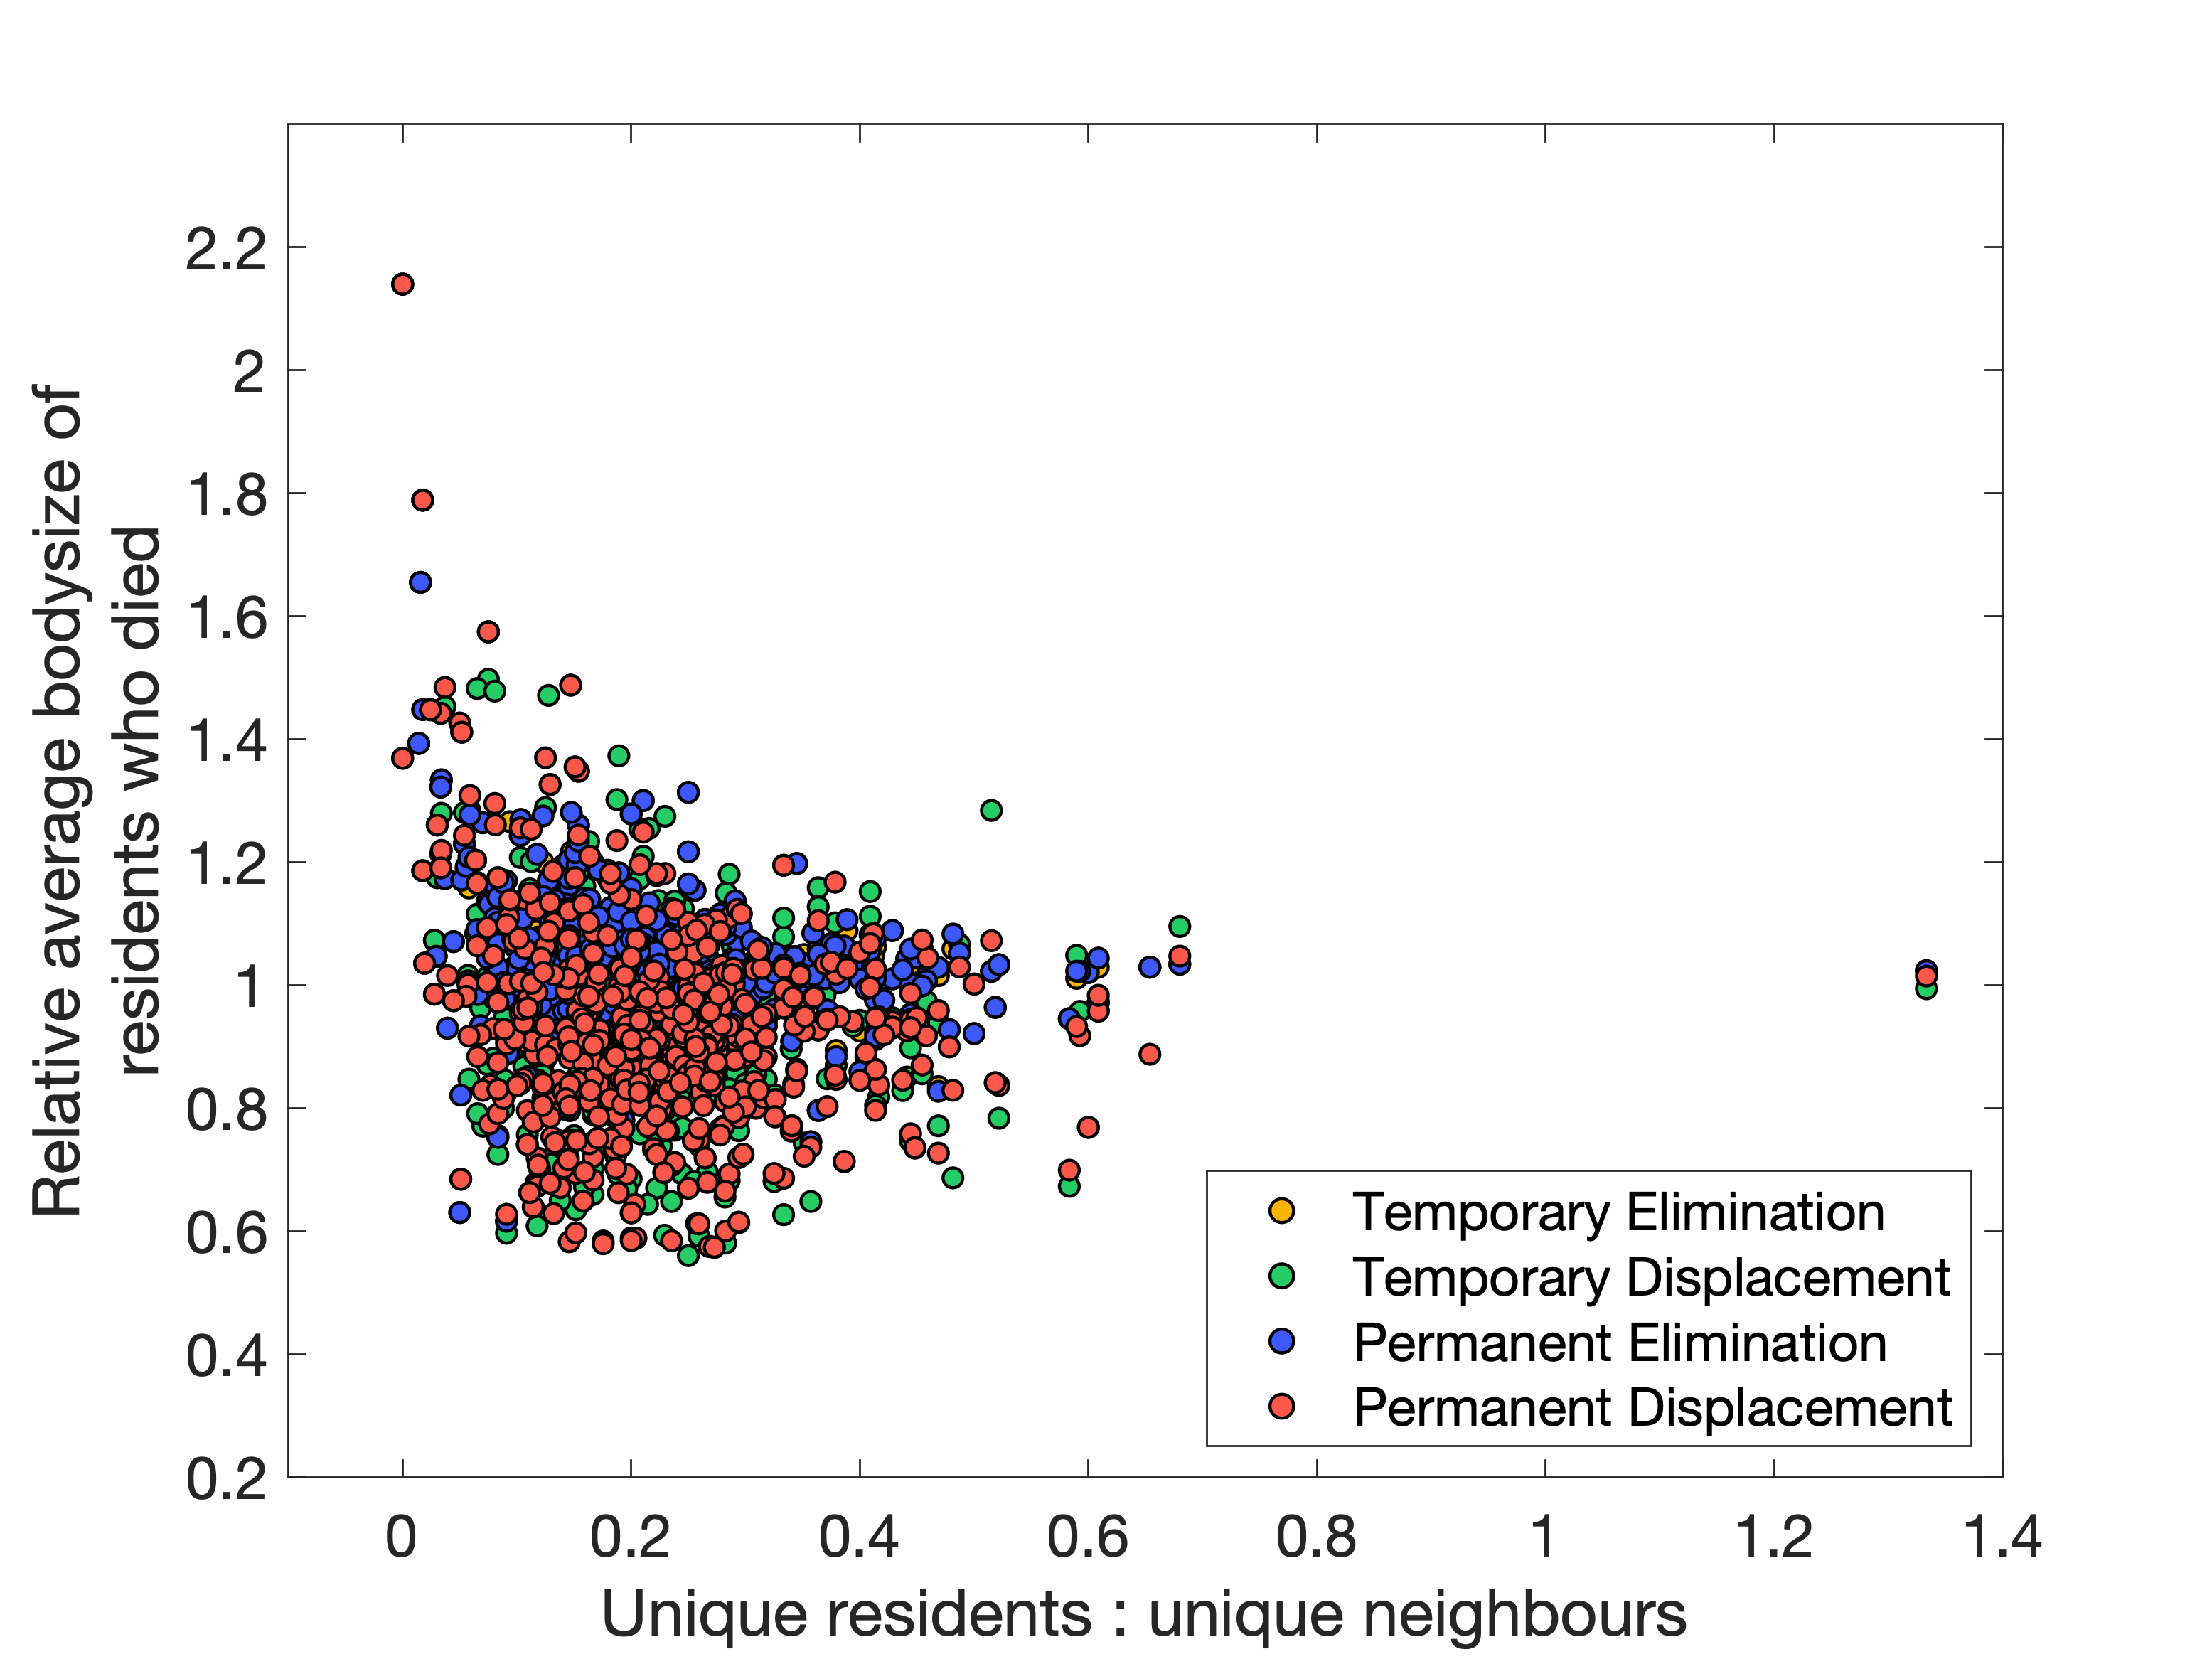 Relative average bodysize of
residents who died
2.2
2
1.8
1.6
1.4
1.2
1
0.8
0.6
0.4
0.2
Temporary Elimination
Temporary Displacement
Permanent Elimination
Permanent Displacement
0 0.2 0.4 0.6 0.8 1 1.2 1.4
Unique residents : unique neighbours